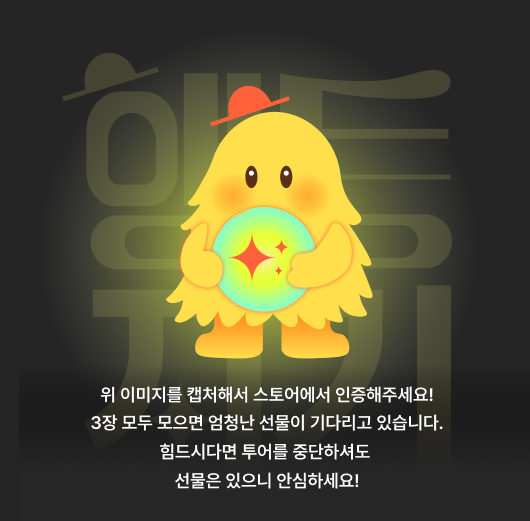 위 이미지를 캡처해서 스토어에서 인증해주세요!
3장 모두 모으면 엄청난 선물이 기다리고 있습니다.
힘드시다면 투어를 중단하셔도
선물은 있으니 안심하세요!